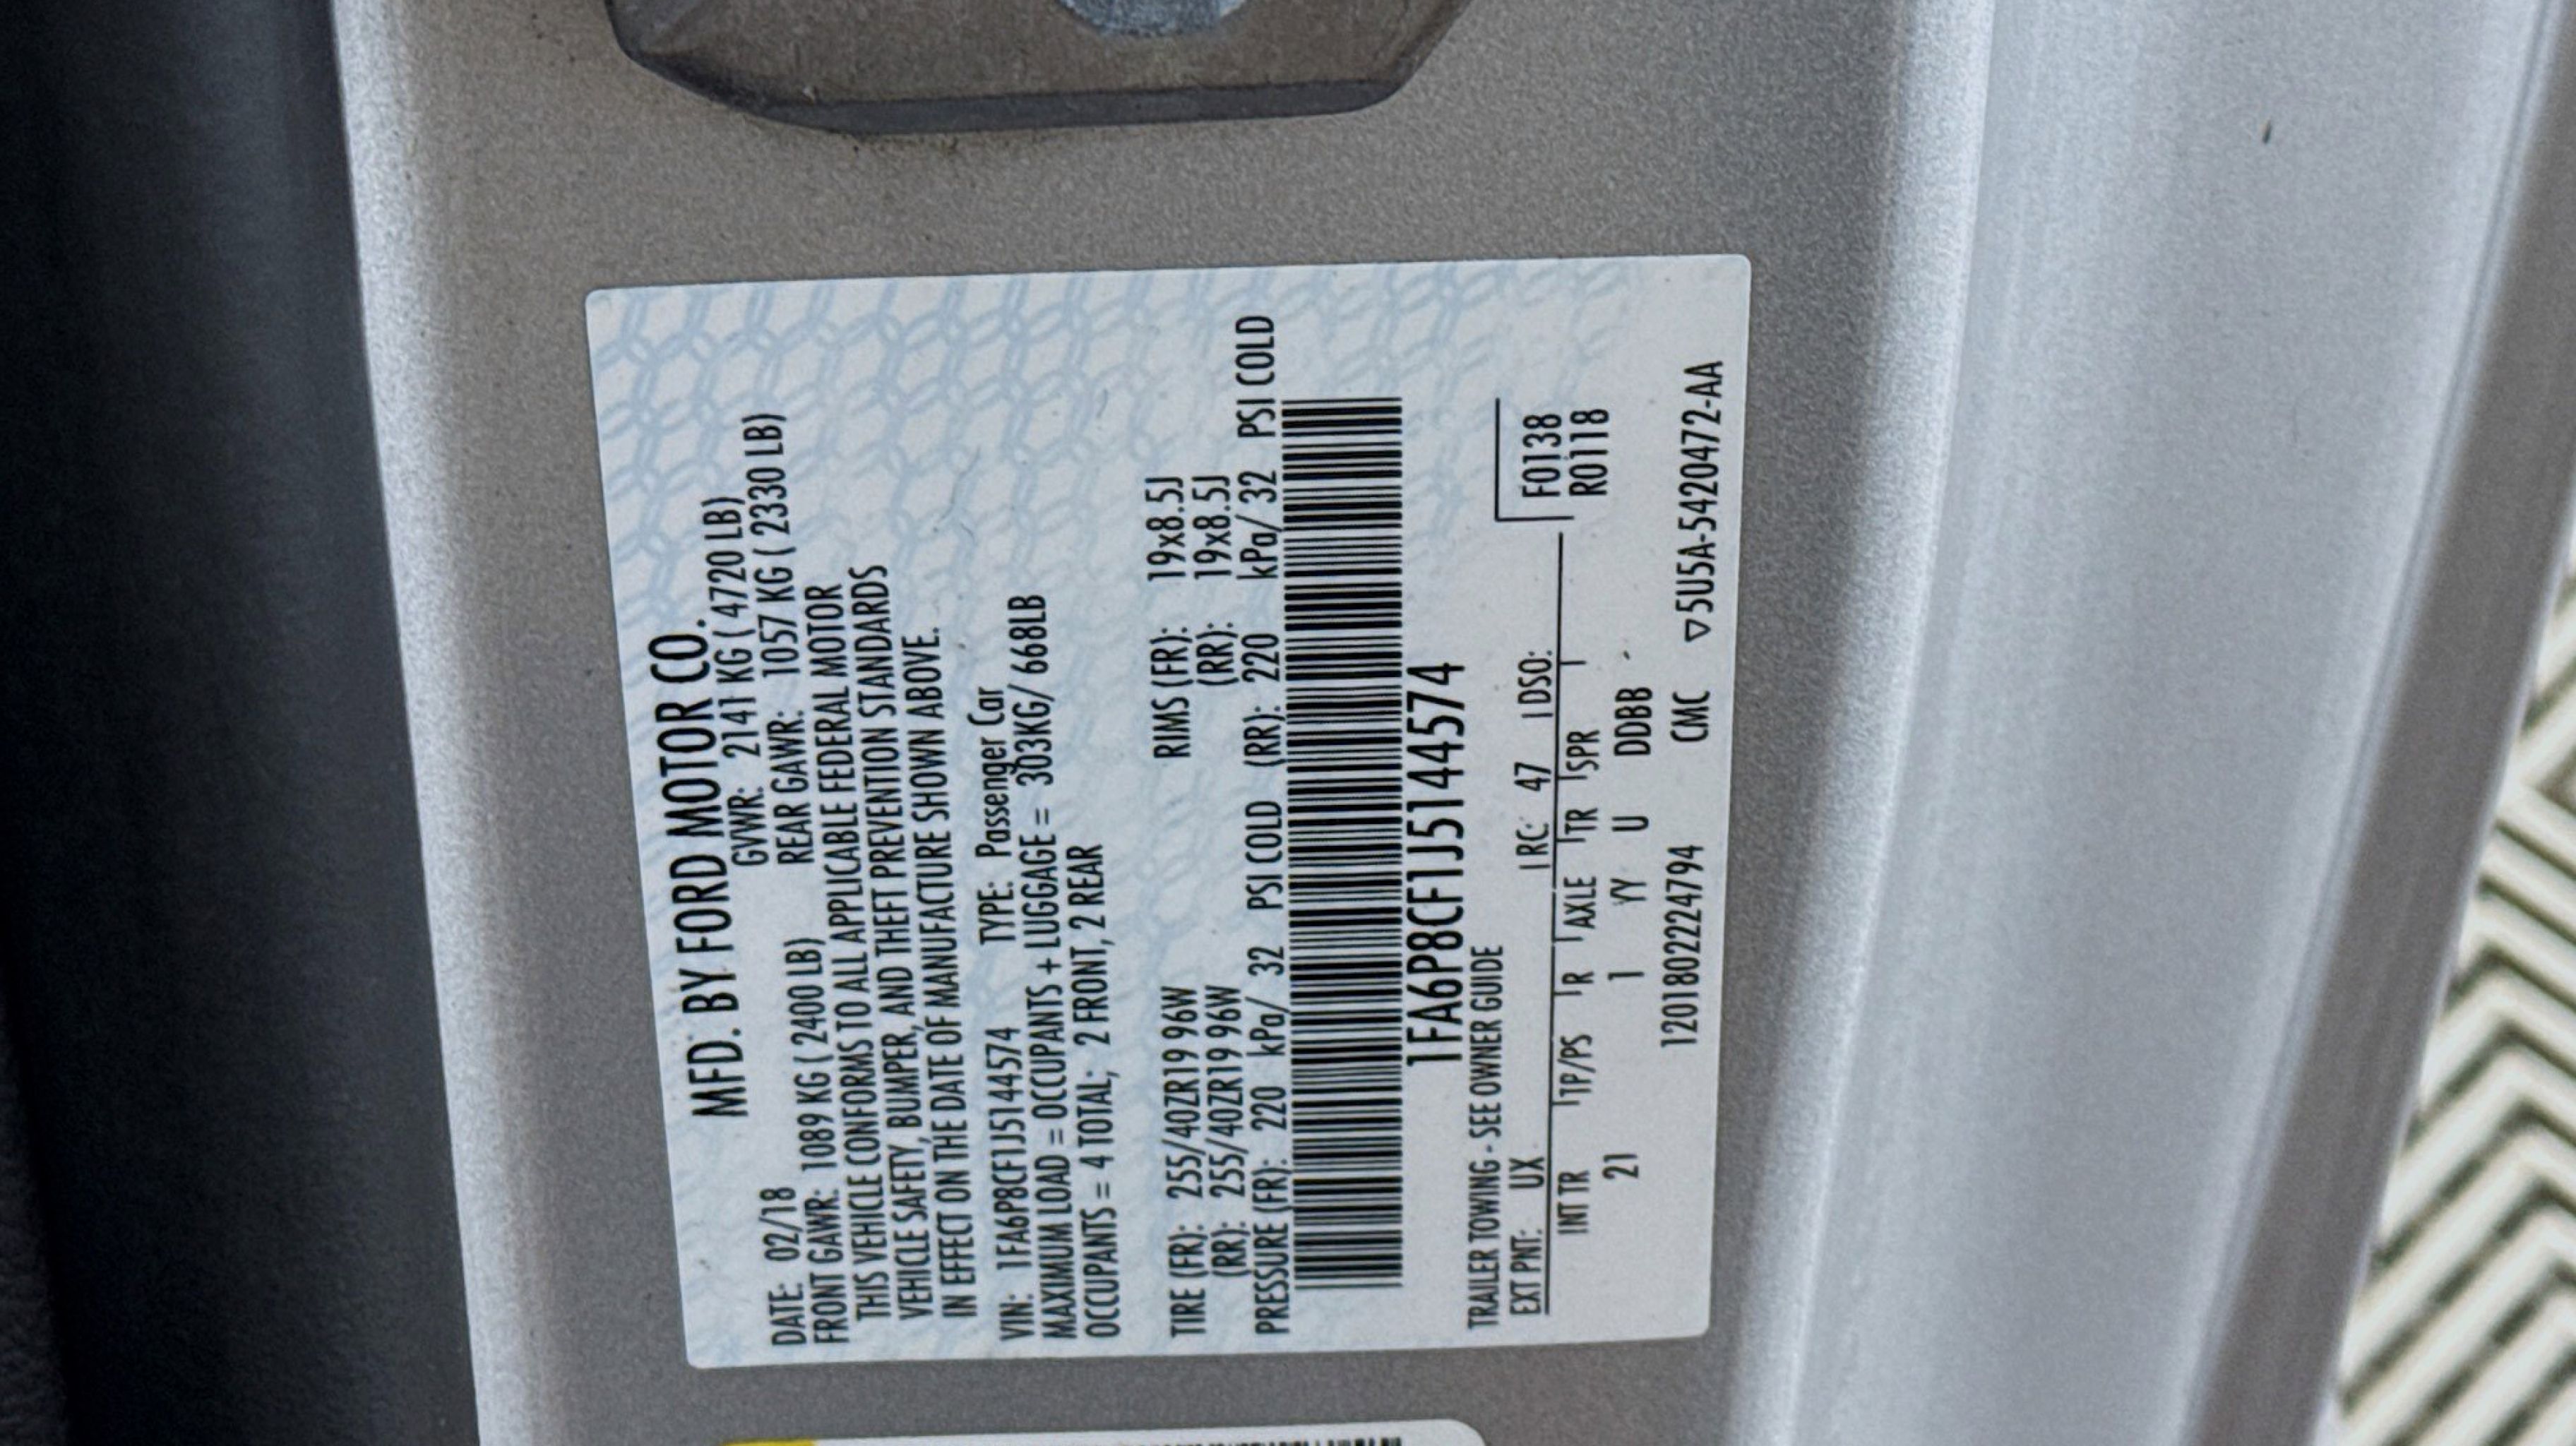 MFD. BY FORD MOTOR CO.
DATE: 02/18 GVWR: 2141 KG ( 4720 LB)
FRONT GAWR: 1089 KG ( 2400 LB) REAR GAWR: 1057 KG ( 2330 LB)
THIS VEHICLE CONFORMS TO ALL APPLICABLE FEDERAL MOTOR
VEHICLE SAFETY, BUMPER, AND THEFT PREVENTION STANDARDS
IN EFFECT ON THE DATE OF MANUFACTURE SHOWN ABOVE.
VIN: 1FA6P8CF1J5144574 TYPE: Passenger Car
MAXIMUM LOAD = OCCUPANTS + LUGGAGE = 303KG/ 668LB
OCCUPANTS = 4 TOTAL; 2 FRONT, 2 REAR
TIRE (FR): 255/40ZR19 96W RIMS (FR): 19x8.5J
(RR): 255/40ZR19 96W (RR): 19x8.5J
PRESSURE (FR): 220 kPa/ 32 PSI COLD (RR): 220 kPa/ 32 PSI COLD
1FA6P8CF1J5144574
TRAILER TOWING - SEE OWNER GUIDE
EXT PNT: UX RC: 47 DSO: F0138
INT TR TP/PS R AXLE TR SPR R0118
21 1 YY U DDBB
1201802224794 CMC ▽5U5A-5420472-AA